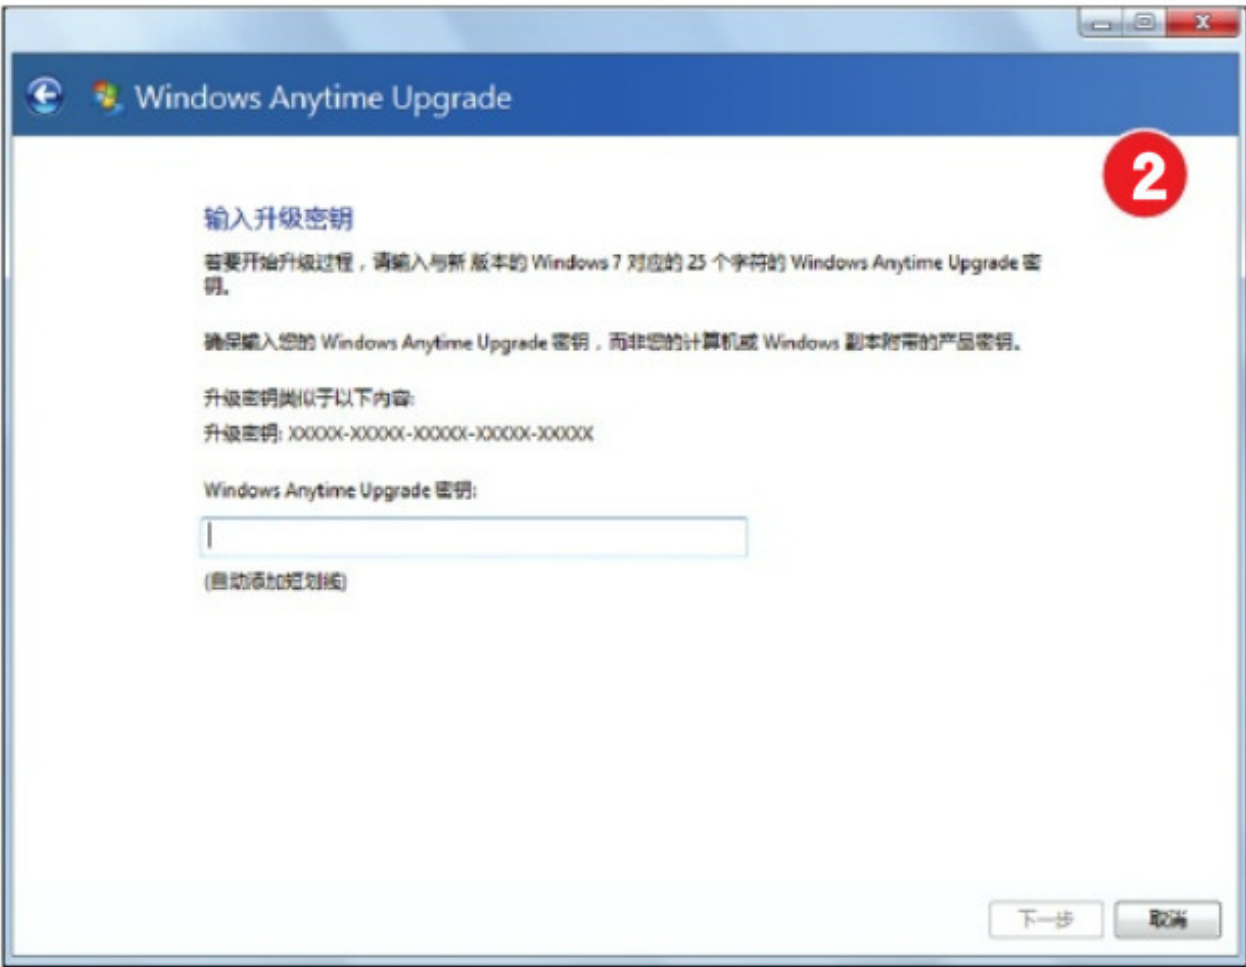 Windows Anytime Upgrade
2
输入升级密钥
若要开始升级过程，请输入与新 版本的 Windows 7 对应的 25 个字符的 Windows Anytime Upgrade 密
钥。
确保输入您的 Windows Anytime Upgrade 密钥，而非您的计算机或 Windows 副本附带的产品密钥。
升级密钥类似于以下内容:
升级密钥: XXXXX-XXXXX-XXXXX-XXXXX-XXXXX
Windows Anytime Upgrade 密钥:
(自动添加短划线)
下一步 取消